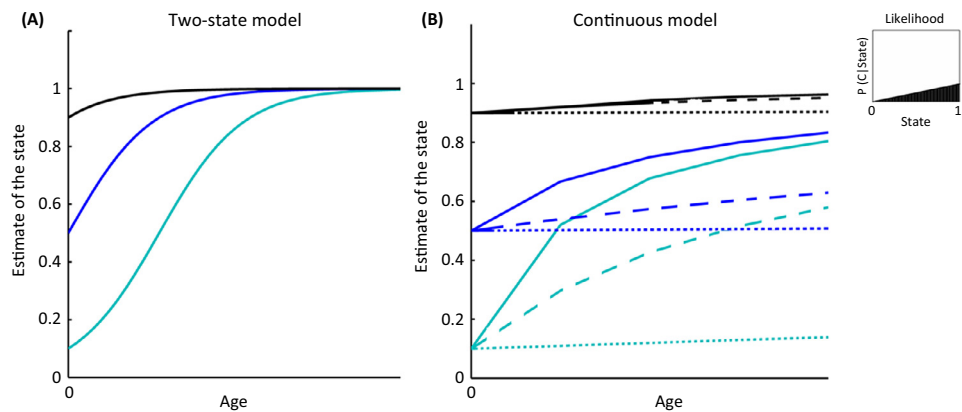 (A) Two-state model
Estimate of the state
1
0.8
0.6
0.4
0.2
0
0
Age
(B) Continuous model
Estimate of the state
1
0.8
0.6
0.4
0.2
0
0
Age
Likelihood
P (C|State)
0 1
State